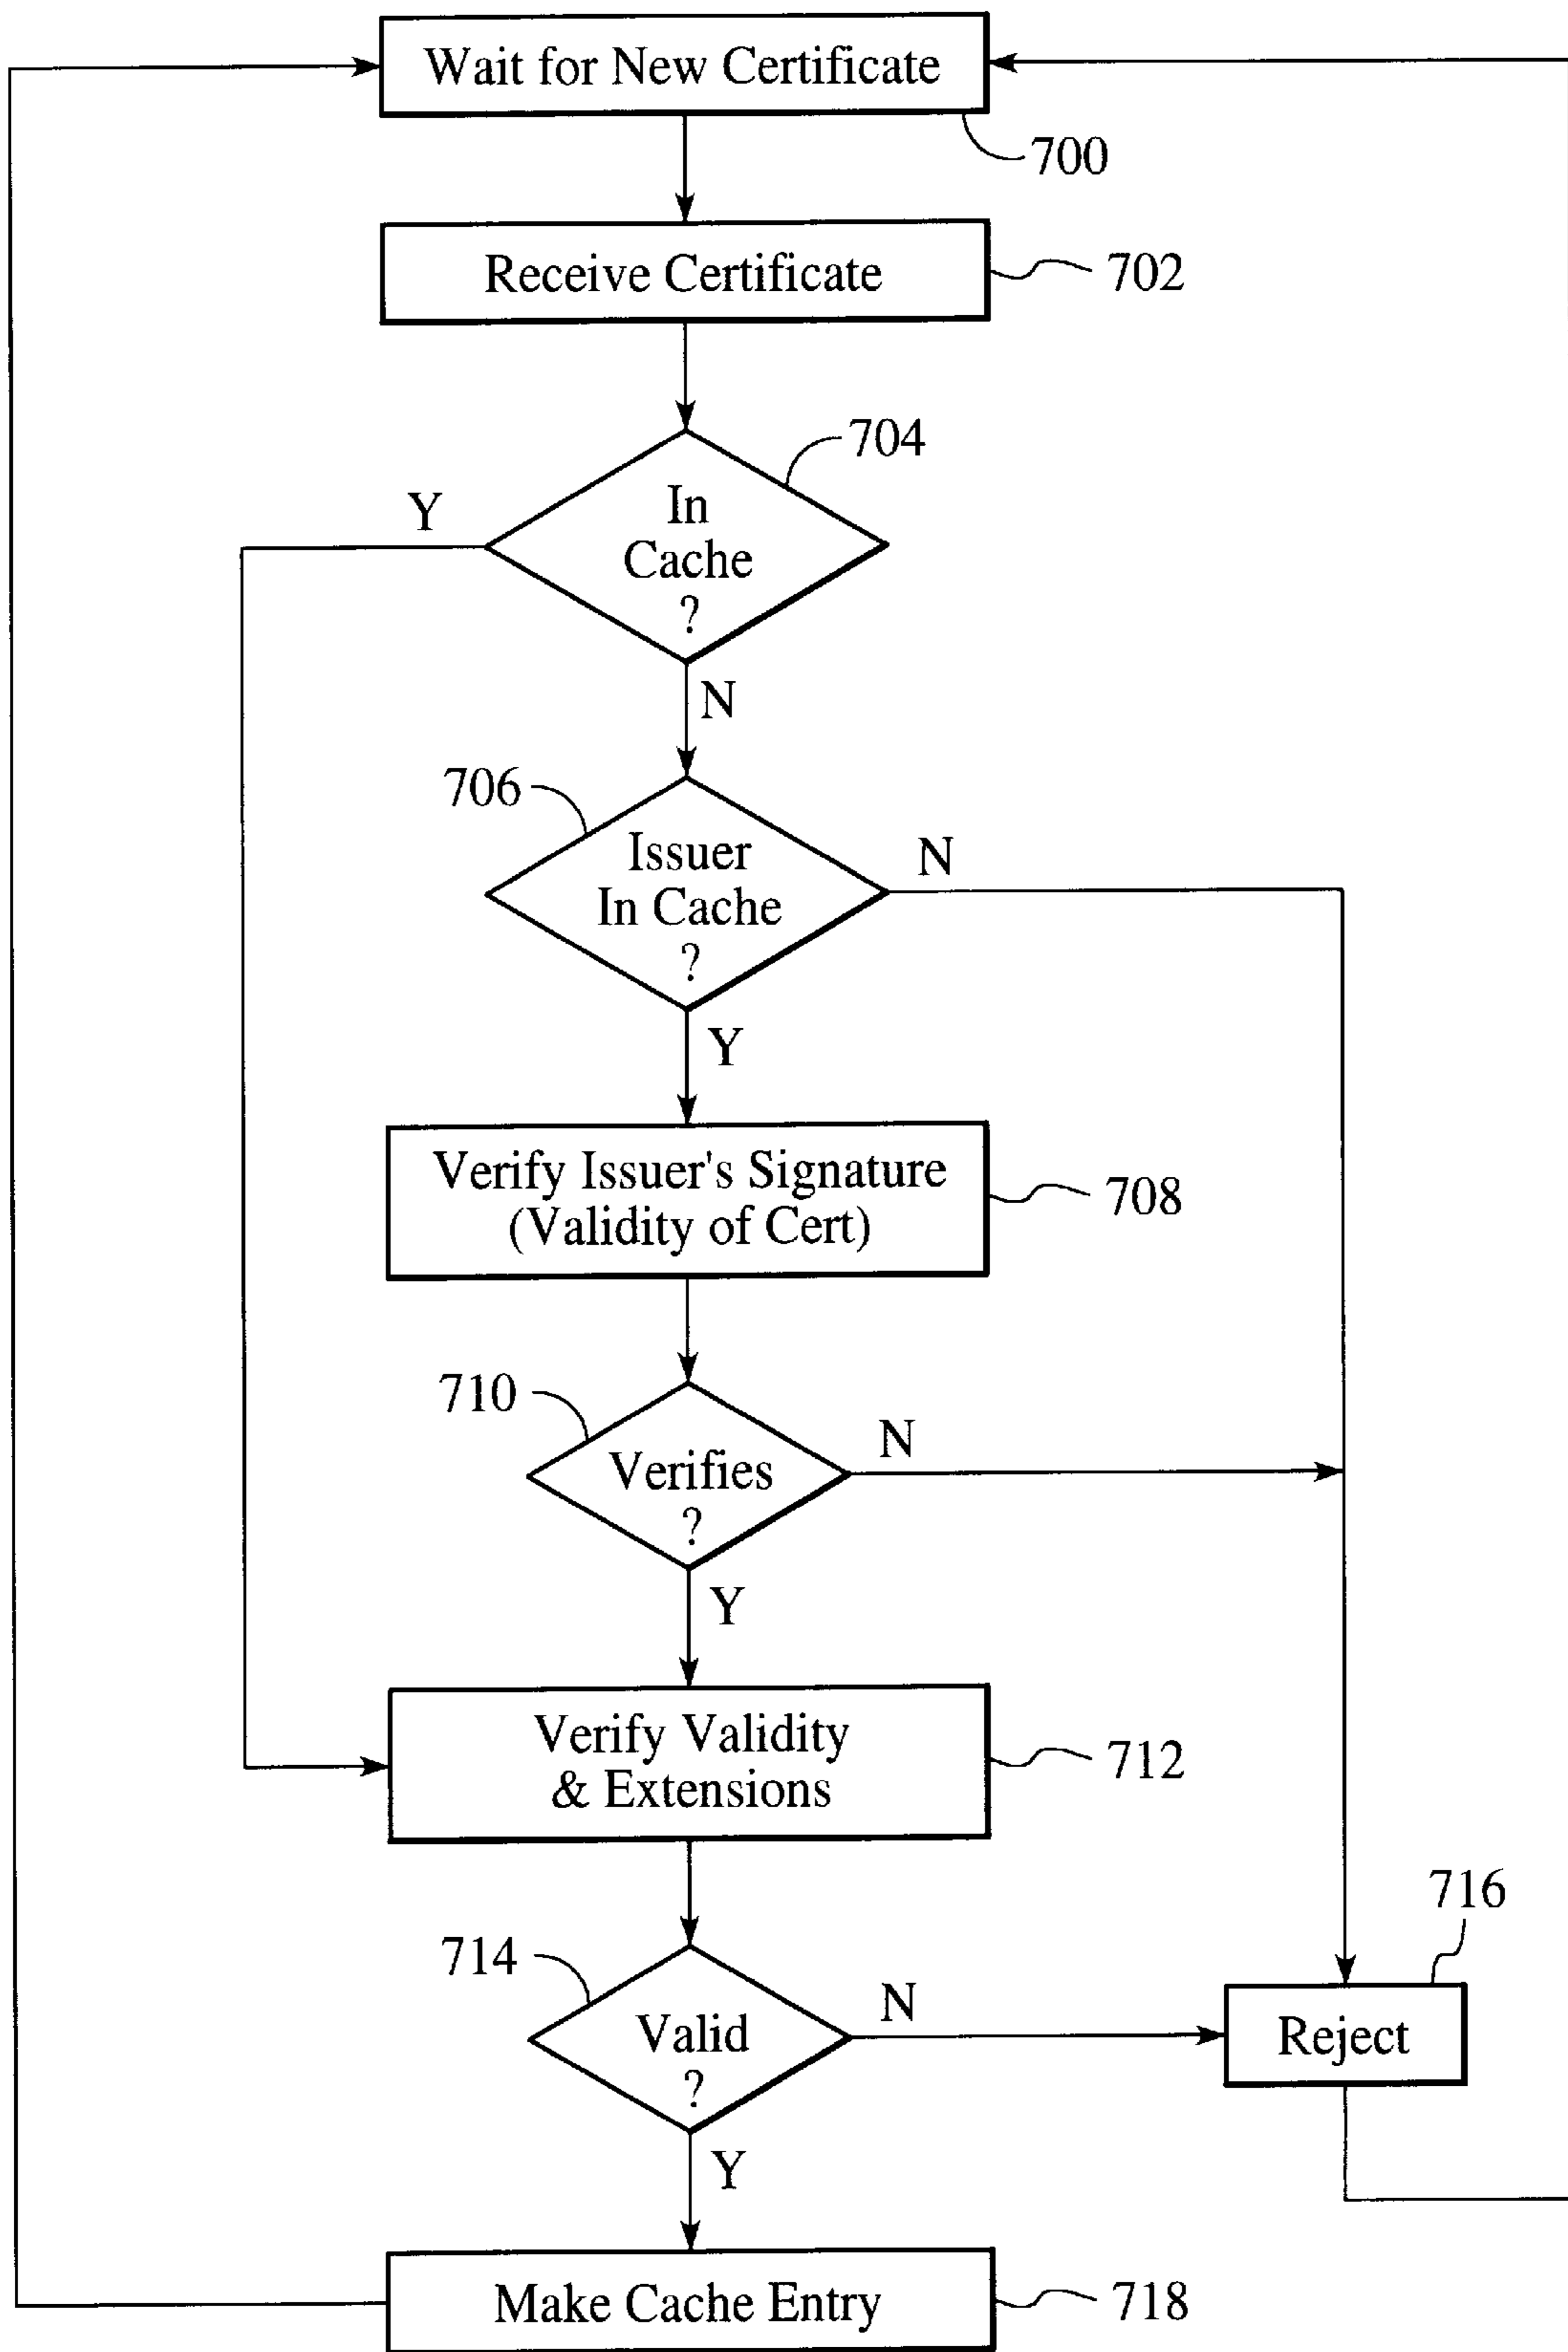 Wait for New Certificate
700
Receive Certificate
702
704
Y
In
Cache
?
N
706
Issuer
In Cache
?
N
Y
Verify Issuer's Signature
(Validity of Cert)
708
710
Verifies
?
N
Y
Verify Validity
& Extensions
712
714
Valid
?
N
716
Reject
Y
Make Cache Entry
718